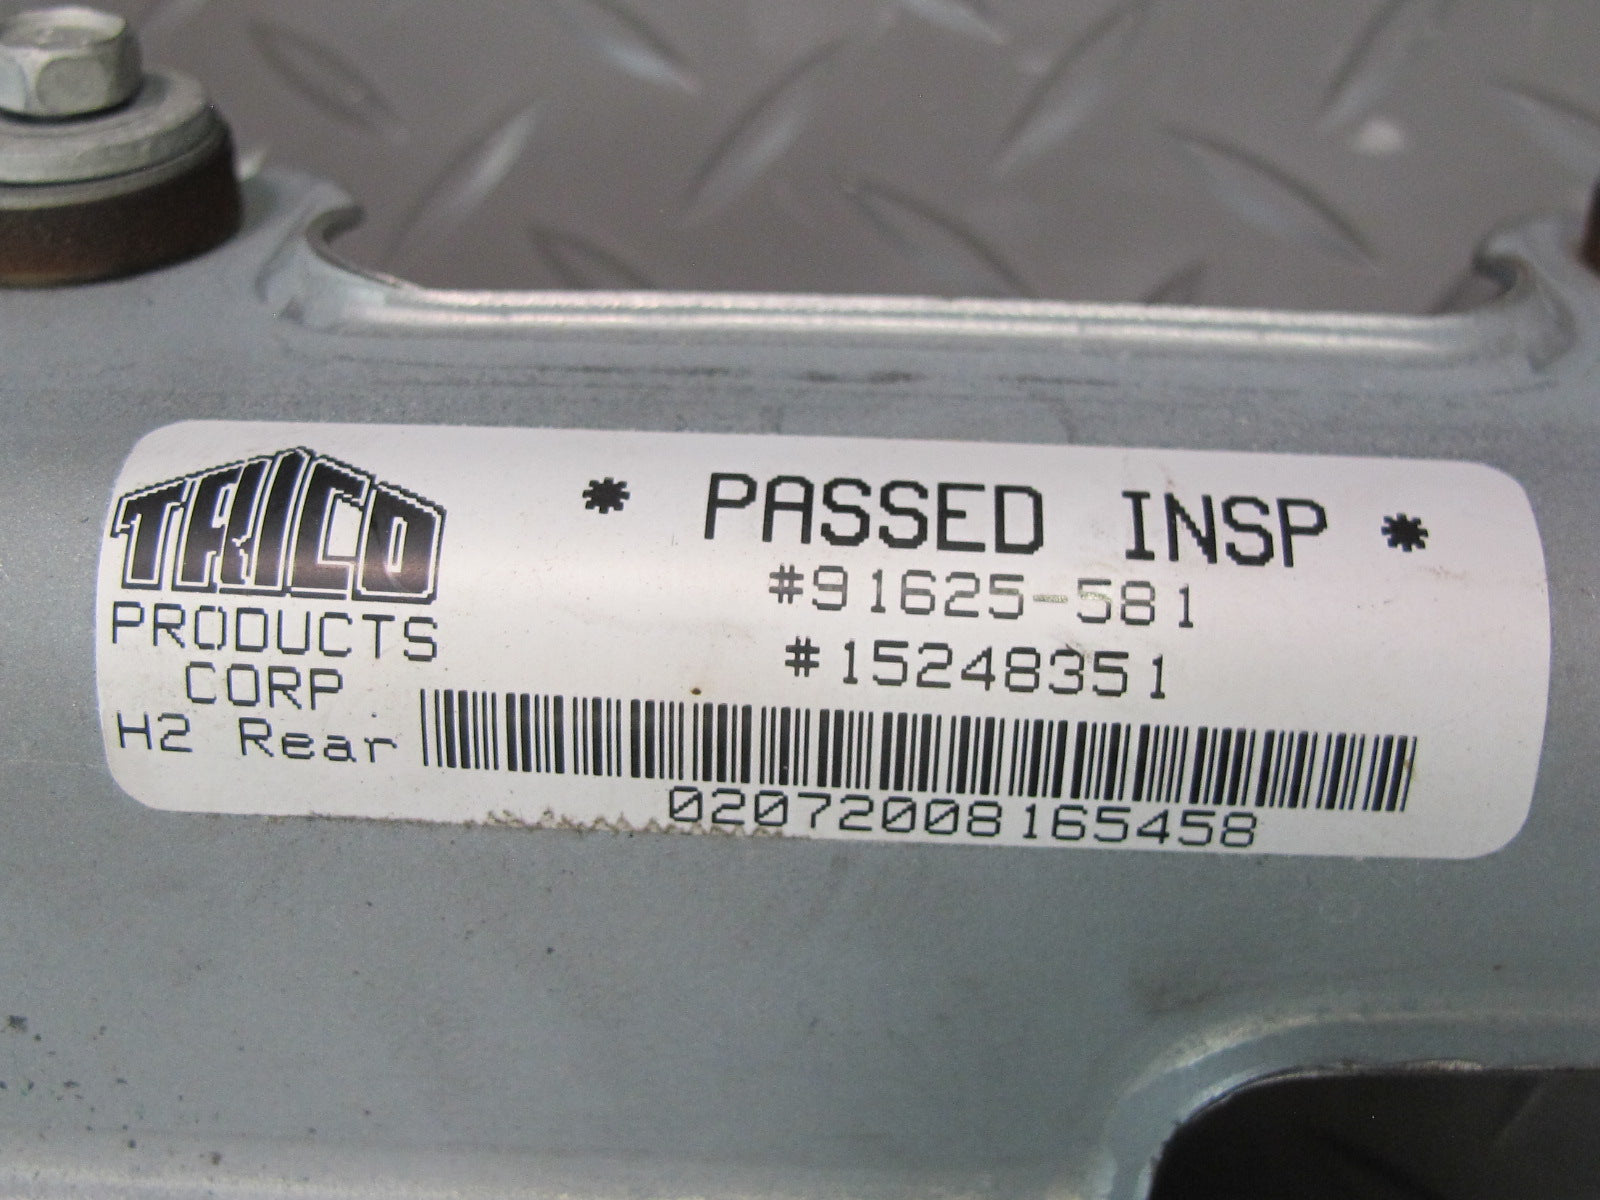 TRICO
PRODUCTS
CORP
H2 Rear
* PASSED INSP *
#91625-581
#15248351
02072008165458